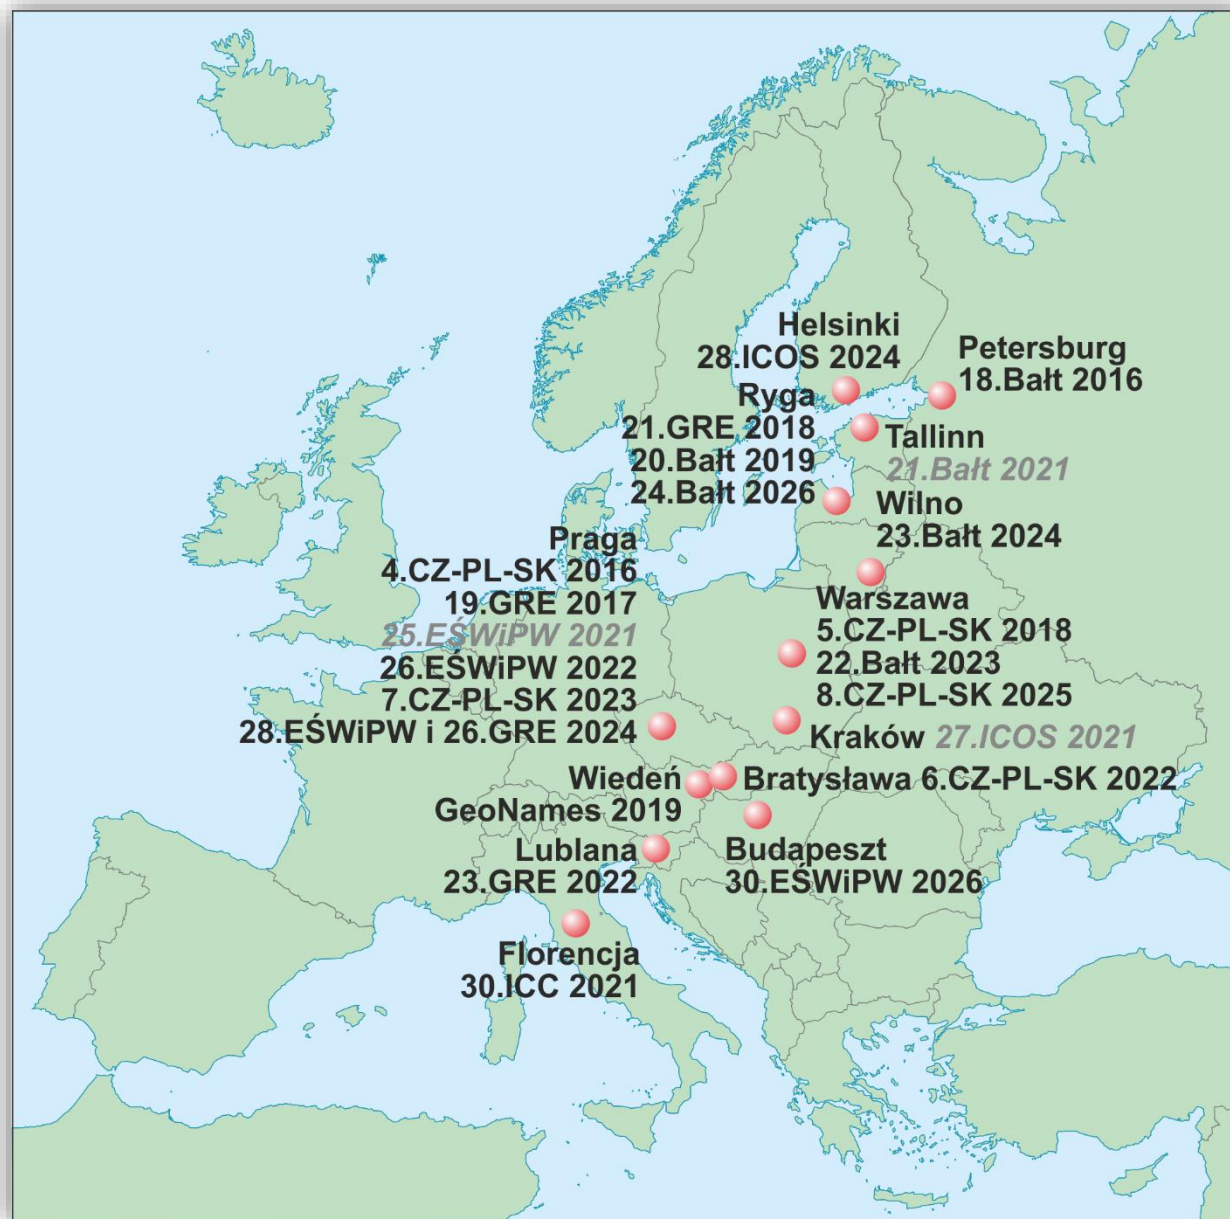 Helsinki
28.ICOS 2024
Petersburg
18.Bałt 2016
Ryga
21.GRE 2018
20.Bałt 2019
24.Bałt 2026
Tallinn
21.Bałt 2021
Wilno
23.Bałt 2024
Praga
4.CZ-PL-SK 2016
19.GRE 2017
25.EŚWiPW 2021
26.EŚWiPW 2022
7.CZ-PL-SK 2023
28.EŚWiPW i 26.GRE 2024
Warszawa
5.CZ-PL-SK 2018
22.Bałt 2023
8.CZ-PL-SK 2025
Kraków 27.ICOS 2021
Wiedeń
GeoNames 2019
Bratysława 6.CZ-PL-SK 2022
Lublana
23.GRE 2022
Budapeszt
30.EŚWiPW 2026
Florencja
30.ICC 2021